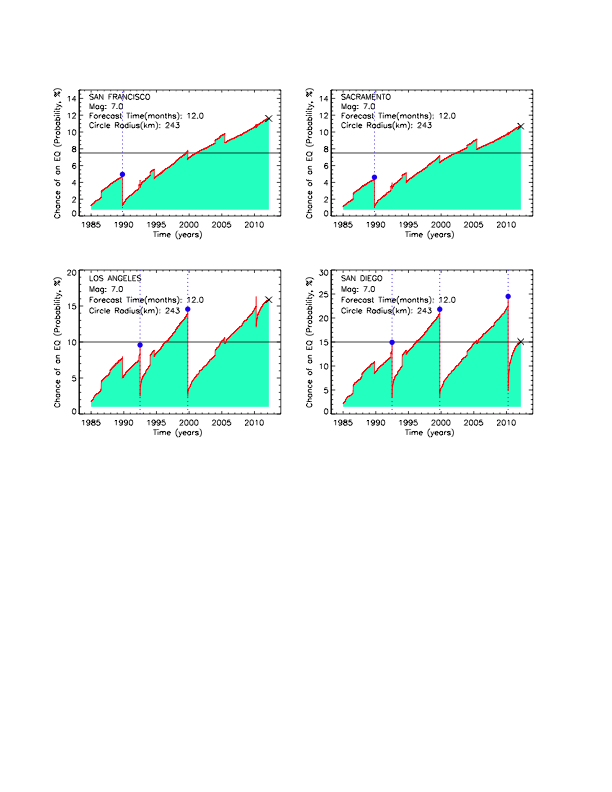 SAN FRANCISCO
Mag: 7.0
Forecast Time(months): 12.0
Circle Radius(km): 243
Chance of an EQ (Probability, %)
14
12
10
8
6
4
2
0
1985 1990 1995 2000 2005 2010
Time (years)
SACRAMENTO
Mag: 7.0
Forecast Time(months): 12.0
Circle Radius(km): 243
Chance of an EQ (Probability, %)
14
12
10
8
6
4
2
0
1985 1990 1995 2000 2005 2010
Time (years)
LOS ANGELES
Mag: 7.0
Forecast Time(months): 12.0
Circle Radius(km): 243
Chance of an EQ (Probability, %)
20
15
10
5
0
1985 1990 1995 2000 2005 2010
Time (years)
SAN DIEGO
Mag: 7.0
Forecast Time(months): 12.0
Circle Radius(km): 243
Chance of an EQ (Probability, %)
30
25
20
15
10
5
0
1985 1990 1995 2000 2005 2010
Time (years)